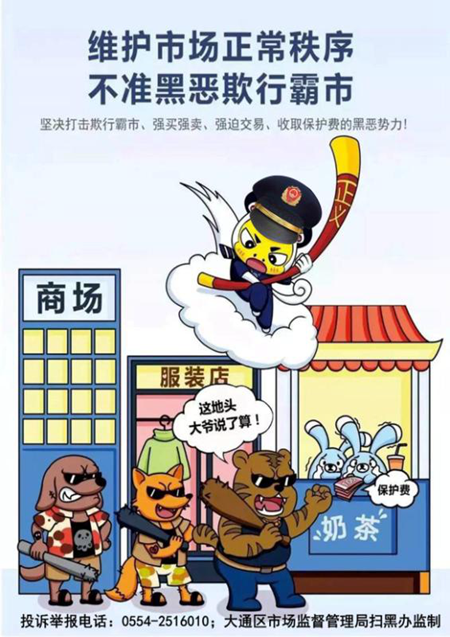 维护市场正常秩序
不准黑恶欺行霸市
坚决打击欺行霸市、强买强卖、强迫交易、收取保护费的黑恶势力！
正义
商场
服装店
这地头
大爷说了算！
保护费
奶茶
投诉举报电话：0554-2516010；大通区市场监督管理局扫黑办监制